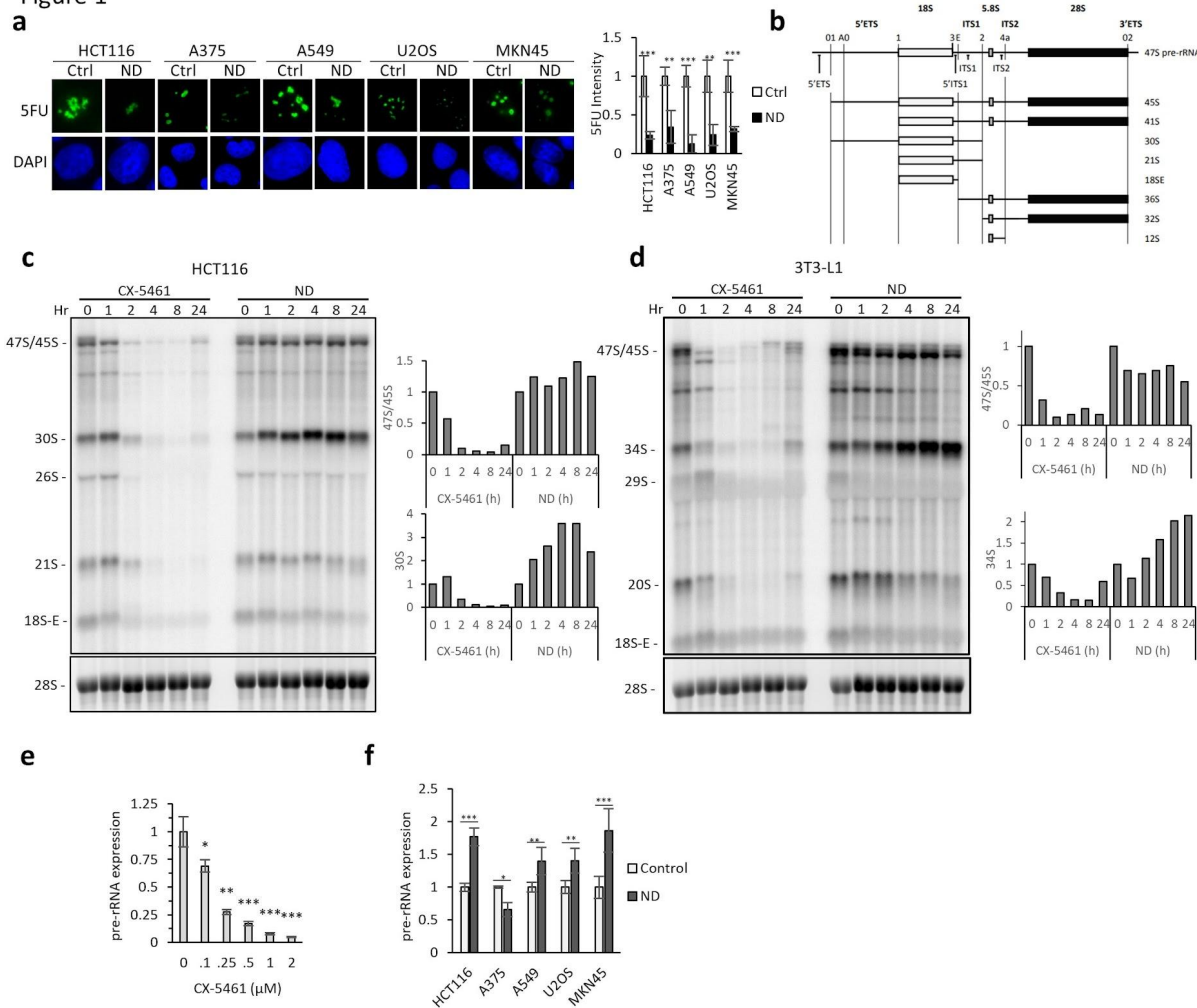 Figure 1
a
HCT116 A375 A549 U2OS MKN45
Ctrl ND Ctrl ND Ctrl ND Ctrl ND Ctrl ND
5FU
DAPI
5FU Intensity
1.5
1
0.5
0
*** ** *** ** ***
Ctrl
ND
HCT116
A375
A549
U2OS
MKN45
b
18S 5.8S 28S
5'ETS ITS1 ITS2 3'ETS
01 A0 1 3 E 2 4a 02
47S pre-rRNA
5'ETS 5'ITS1 ITS1 ITS2
45S
41S
30S
21S
18SE
36S
32S
12S
c
HCT116
CX-5461 ND
Hr 0 1 2 4 8 24 0 1 2 4 8 24
47S/45S -
30S -
26S -
21S -
18S-E -
28S -
47S/45S
1.5
1
0.5
0
0 1 2 4 8 24 0 1 2 4 8 24
CX-5461 (h) ND (h)
30S
4
3
2
1
0
0 1 2 4 8 24 0 1 2 4 8 24
CX-5461 (h) ND (h)
d
3T3-L1
CX-5461 ND
Hr 0 1 2 4 8 24 0 1 2 4 8 24
47S/45S -
34S -
29S -
20S -
18S-E -
28S -
47S/45S
1
0.5
0
0 1 2 4 8 24 0 1 2 4 8 24
CX-5461 (h) ND (h)
34S
2
1.5
1
0.5
0
0 1 2 4 8 24 0 1 2 4 8 24
CX-5461 (h) ND (h)
e
pre-rRNA expression
1.25
1
0.75
0.5
0.25
0
* ** *** *** ***
0 .1 .25 .5 1 2
CX-5461 (µM)
f
pre-rRNA expression
2.5
2
1.5
1
0.5
0
*** * ** ** ***
Control
ND
HCT116
A375
A549
U2OS
MKN45